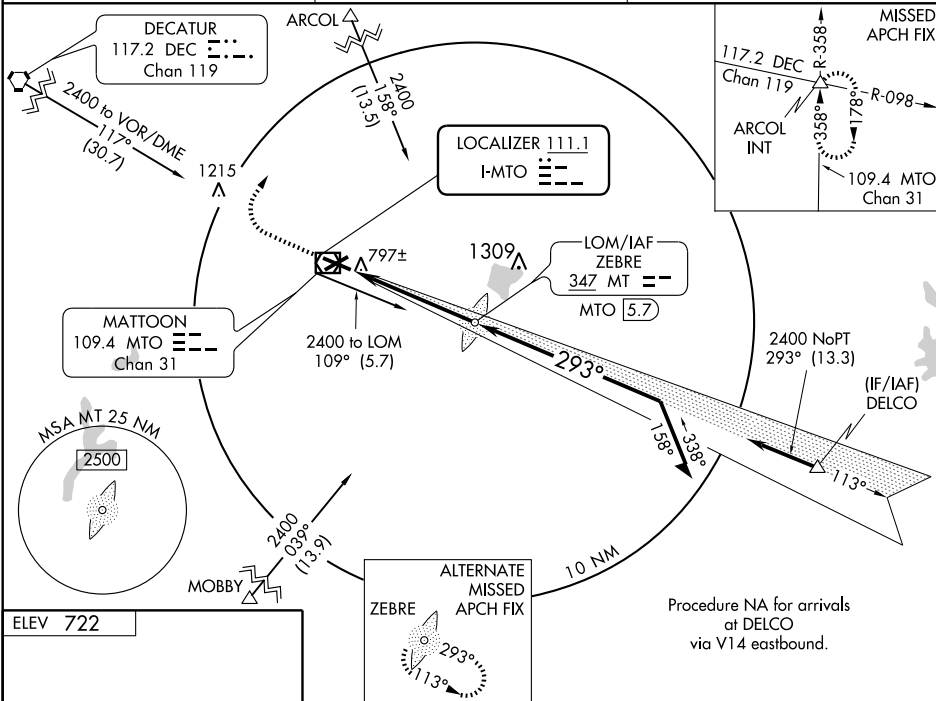 DECATUR
117.2 DEC
Chan 119
2400 to VOR/DME
117°
(30.7)
ARCOL
2400
158°
(13.5)
MISSED
APCH FIX
R-358
117.2 DEC
Chan 119
R-098
ARCOL
INT
358°
178°
109.4 MTO
Chan 31
LOCALIZER 111.1
I-MTO
1215
797±
1309
LOM/IAF
ZEBRE
347 MT
MTO 5.7
MATTOON
109.4 MTO
Chan 31
2400 to LOM
109° (5.7)
293°
2400 NoPT
293° (13.3)
(IF/IAF)
DELCO
158°
338°
113°
MSA MT 25 NM
2500
2400
039°
(13.9)
MOBBY
10 NM
ALTERNATE
MISSED
APCH FIX
ZEBRE
293°
113°
Procedure NA for arrivals
at DELCO
via V14 eastbound.
ELEV 722